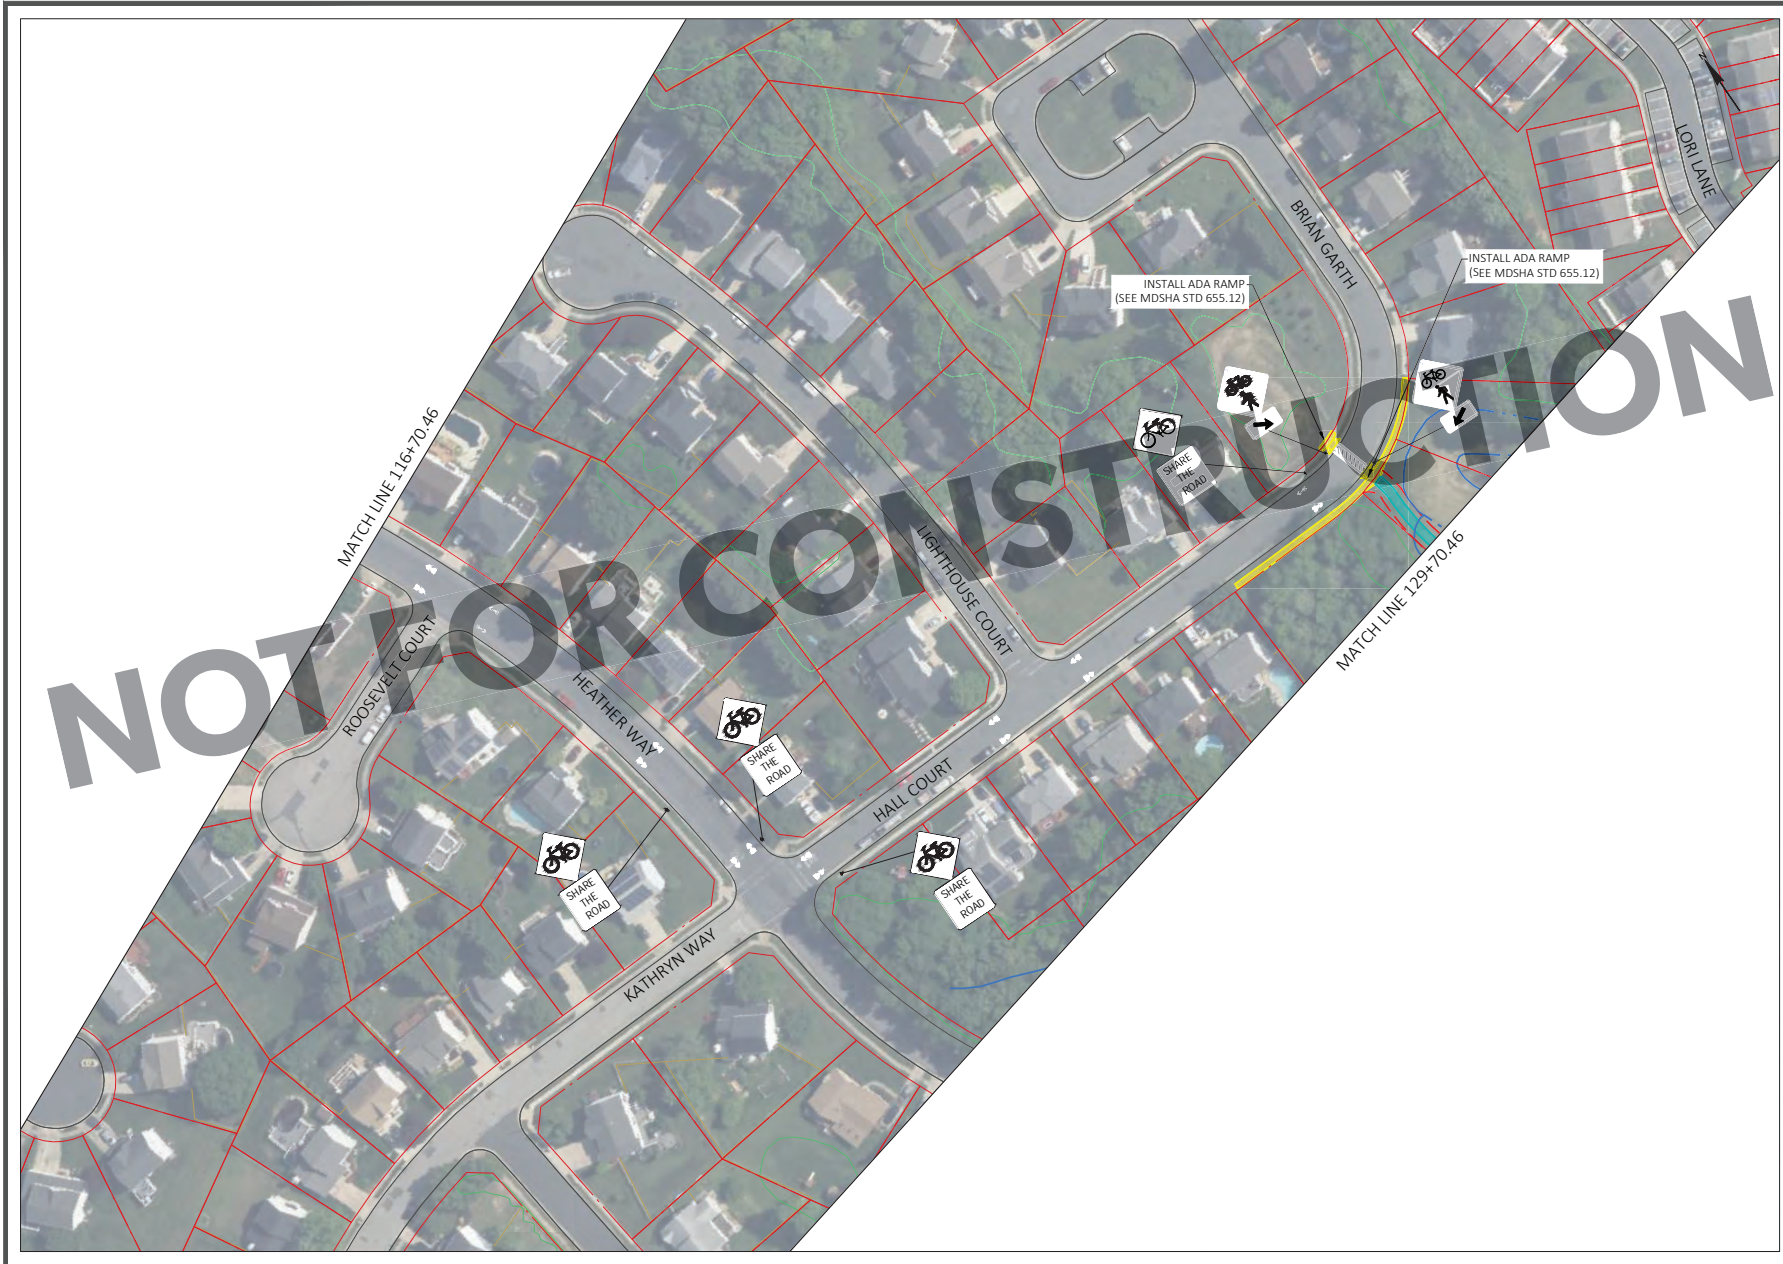 N
LORI LANE
BRIAN GARTH
INSTALL ADA RAMP
(SEE MDSHA STD 655.12)
INSTALL ADA RAMP
(SEE MDSHA STD 655.12)
NOT FOR CONSTRUCTION
MATCH LINE 116+70.46
SHARE
THE
ROAD
LIGHTHOUSE COURT
MATCH LINE 129+70.46
ROOSEVELT COURT
HEATHER WAY
SHARE
THE
ROAD
HALL COURT
SHARE
THE
ROAD
SHARE
THE
ROAD
KATHRYN WAY